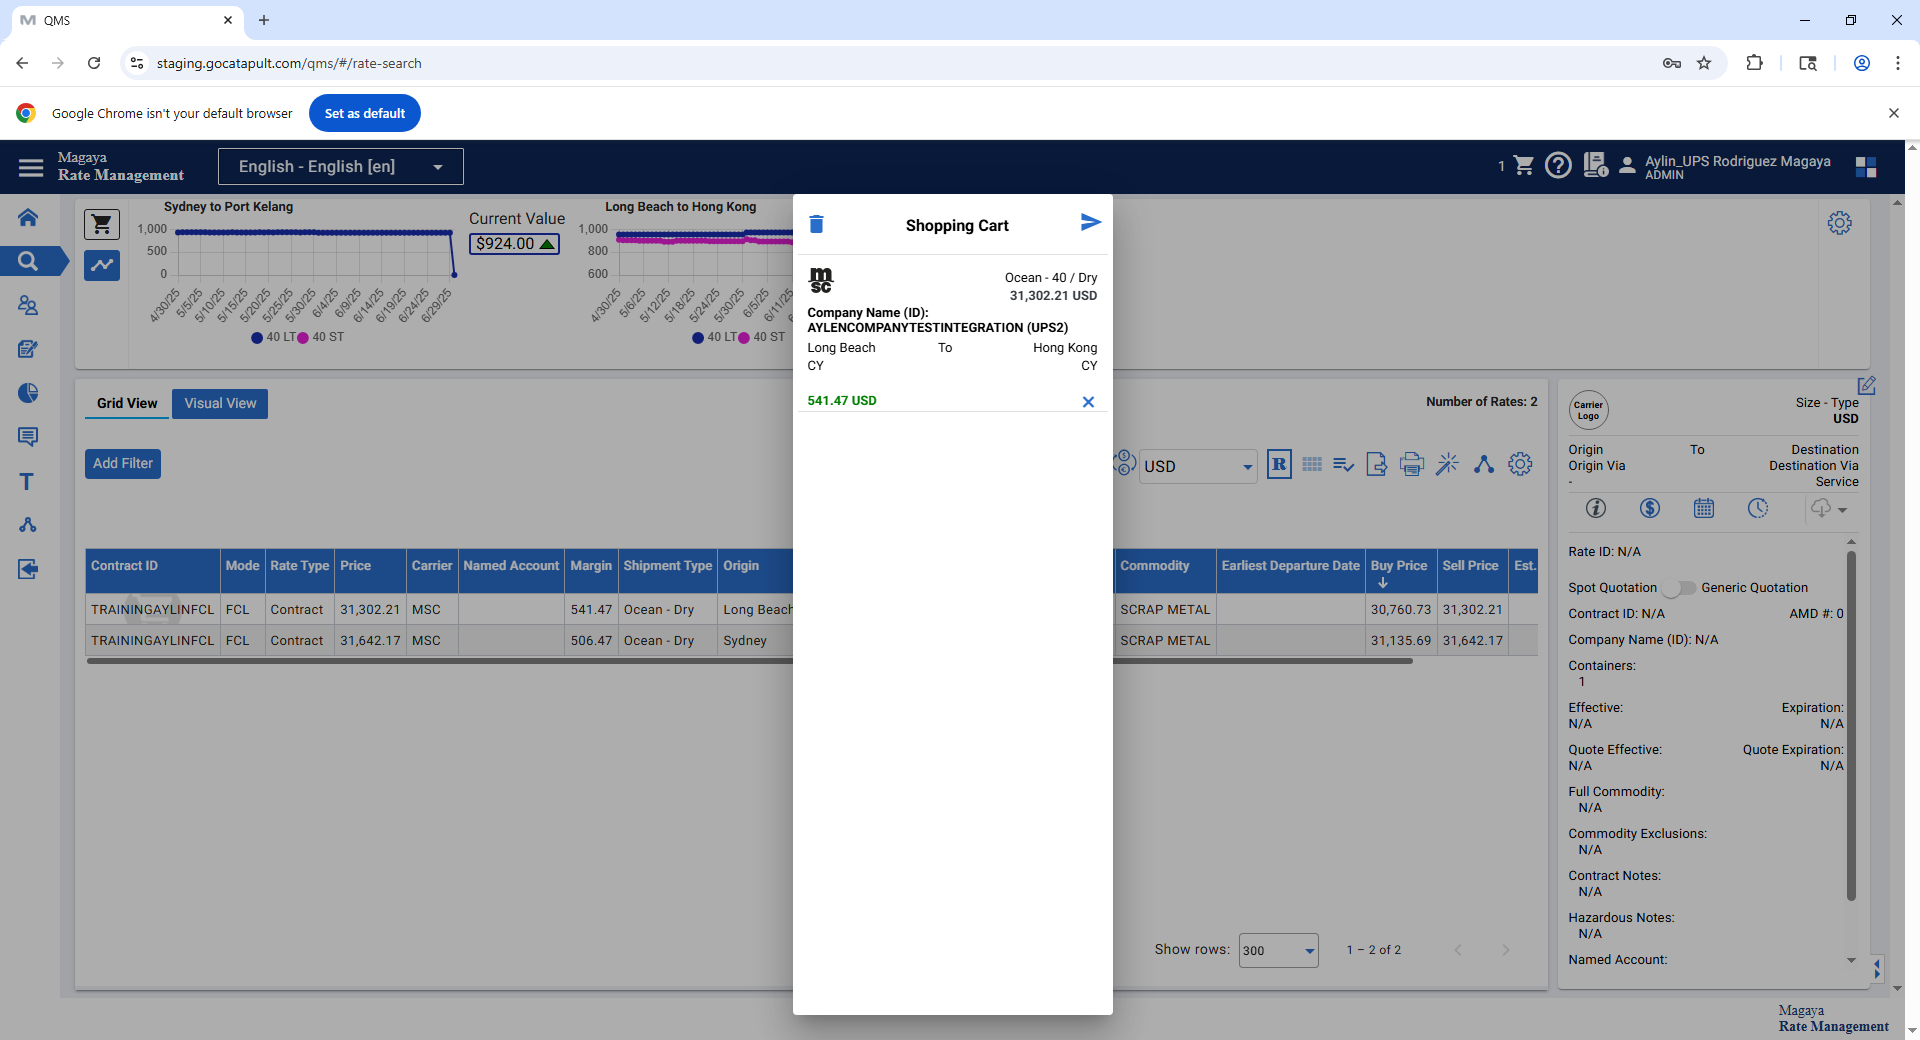 QMS
staging.gocatapult.com/qms/#/rate-search
Google Chrome isn't your default browser
Set as default
Magaya
Rate Management
English - English [en]
1
Aylin_UPS Rodriguez Magaya
ADMIN
Sydney to Port Kelang
1,000
500
0
4/30/25
5/5/25
5/10/25
5/15/25
5/20/25
5/25/25
5/30/25
6/4/25
6/9/25
6/14/25
6/19/25
6/24/25
6/29/25
40 LT
40 ST
Current Value
$924.00
Long Beach to Hong Kong
1,000
800
600
4/30/25
5/6/25
5/12/25
5/18/25
5/24/25
5/30/25
6/5/25
6/11/25
40 LT
40 ST
Shopping Cart
msc
Ocean - 40 / Dry
31,302.21 USD
Company Name (ID):
AYLENCOMPANYTESTINTEGRATION (UPS2)
Long Beach To Hong Kong
CY CY
541.47 USD
Grid View
Visual View
Number of Rates: 2
Add Filter
USD
R
Contract ID Mode Rate Type Price Carrier Named Account Margin Shipment Type Origin Commodity Earliest Departure Date Buy Price Sell Price Est.
TRAININGAYLINFCL FCL Contract 31,302.21 MSC 541.47 Ocean - Dry Long Beach SCRAP METAL 30,760.73 31,302.21
TRAININGAYLINFCL FCL Contract 31,642.17 MSC 506.47 Ocean - Dry Sydney SCRAP METAL 31,135.69 31,642.17
Show rows: 300 1 – 2 of 2
Carrier
Logo
Size - Type
USD
Origin To Destination
Origin Via Destination Via
- Service
Rate ID: N/A
Spot Quotation Generic Quotation
Contract ID: N/A AMD #: 0
Company Name (ID): N/A
Containers:
1
Effective: Expiration:
N/A N/A
Quote Effective: Quote Expiration:
N/A N/A
Full Commodity:
N/A
Commodity Exclusions:
N/A
Contract Notes:
N/A
Hazardous Notes:
N/A
Named Account:
Magaya
Rate Management